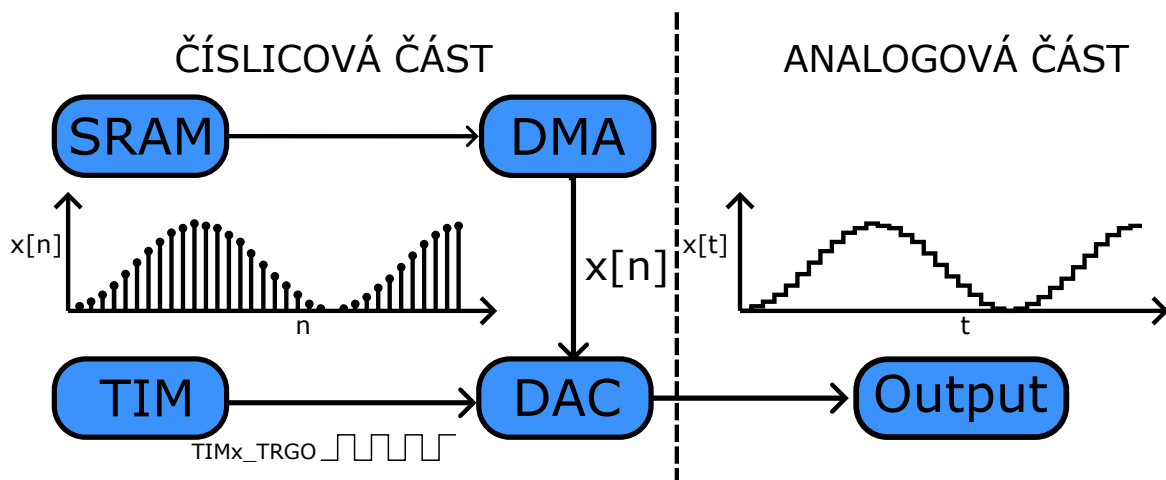 ČÍSLICOVÁ ČÁST
ANALOGOVÁ ČÁST
SRAM
DMA
x[n]
n
x[n]
x[t]
t
TIM
DAC
Output
TIMx_TRGO